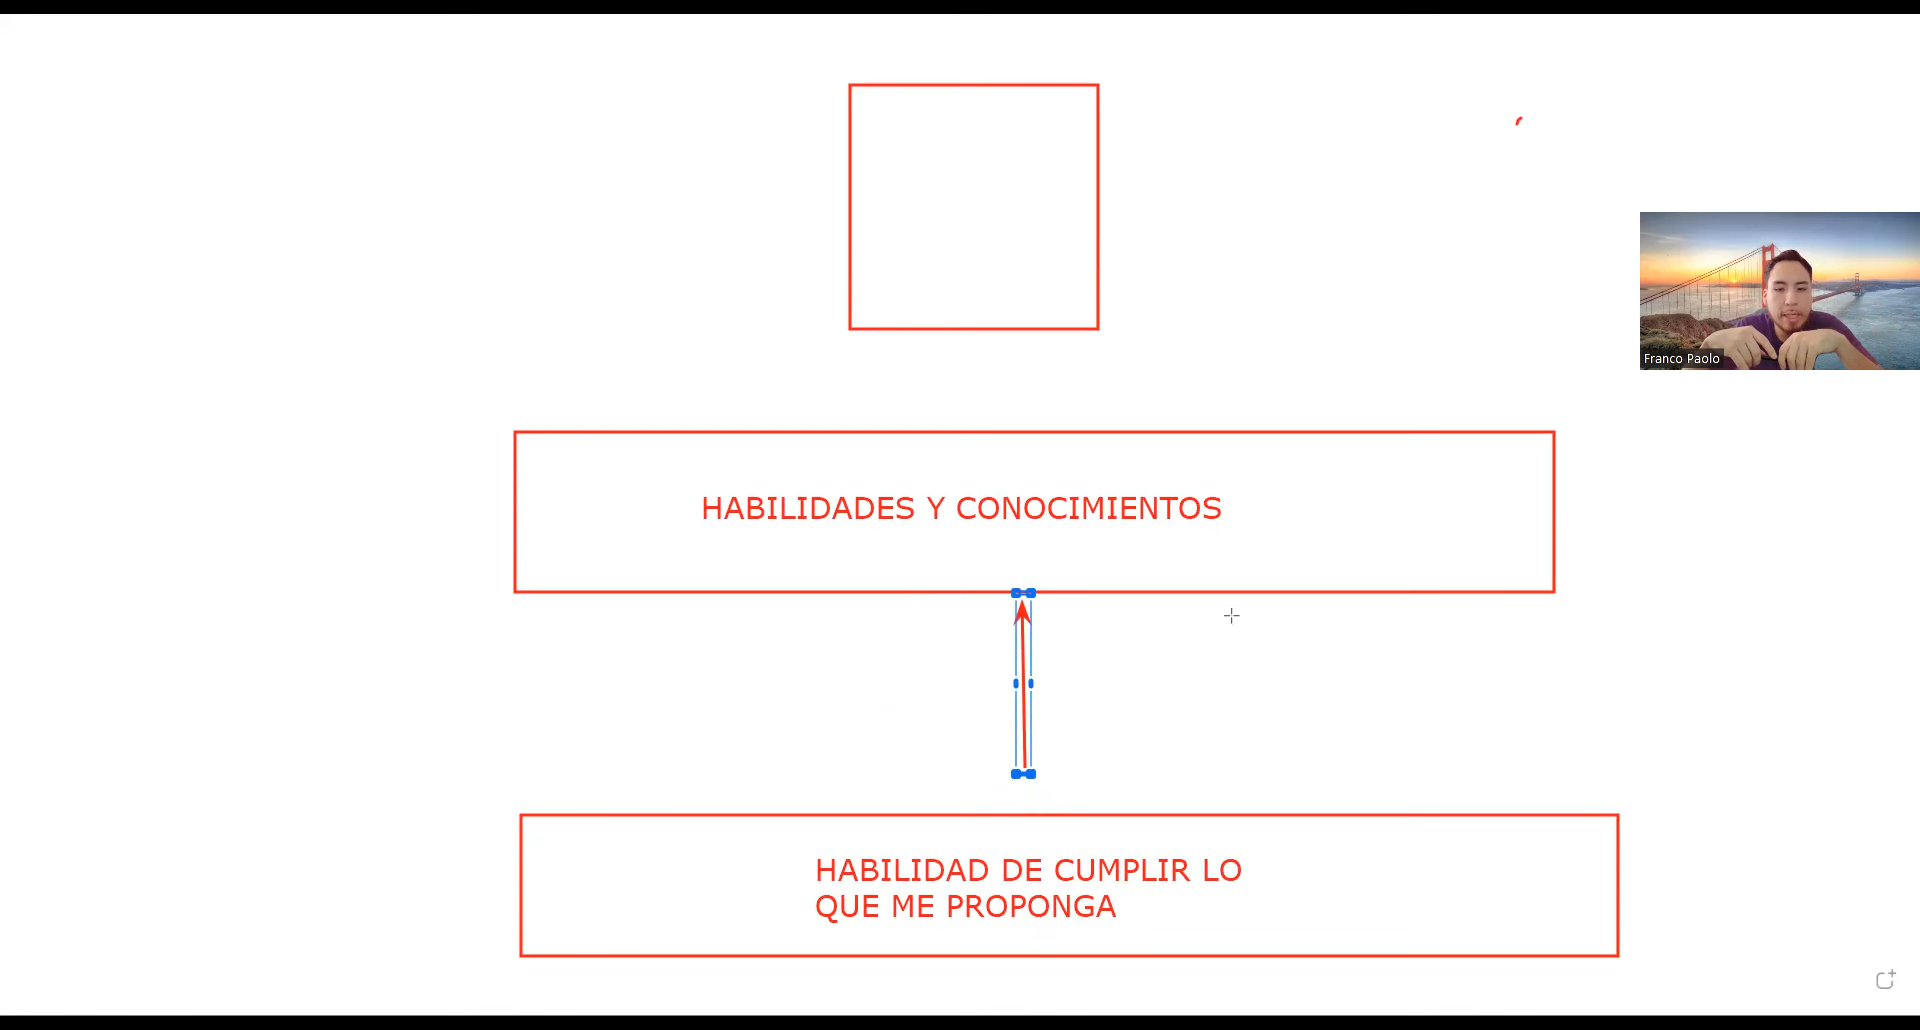 Franco Paolo
HABILIDADES Y CONOCIMIENTOS
HABILIDAD DE CUMPLIR LO
QUE ME PROPONGA